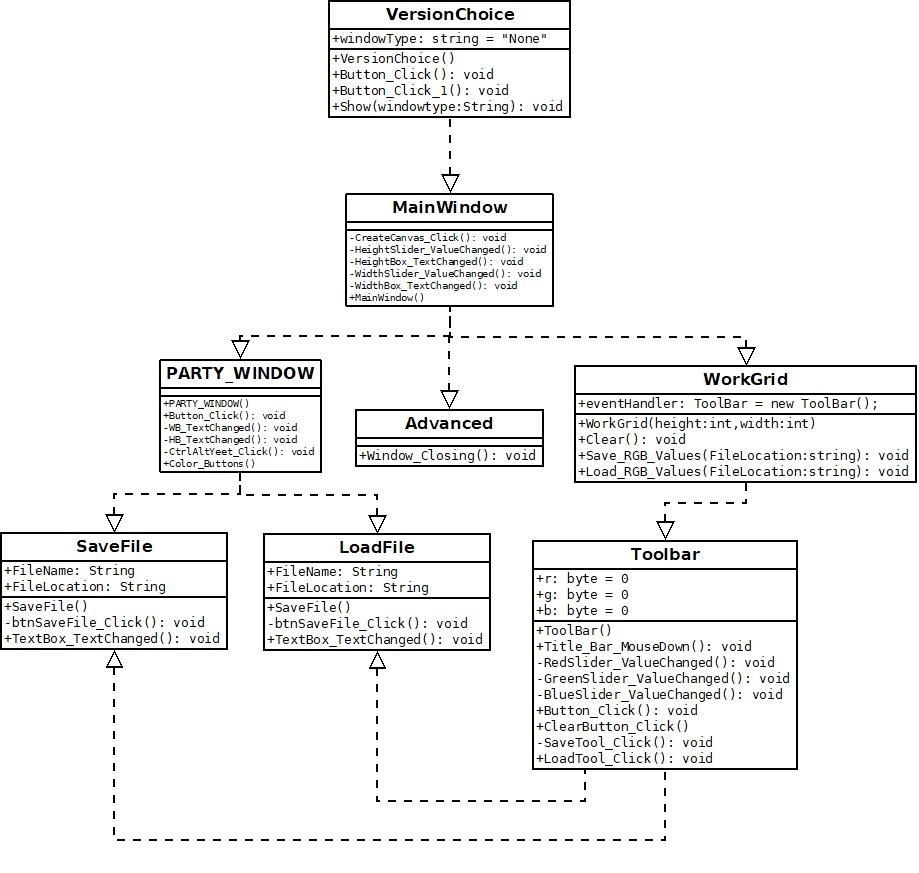 VersionChoice
+windowType: string = "None"
+VersionChoice()
+Button_Click(): void
+Button_Click_1(): void
+Show(windowtype:String): void
MainWindow
-CreateCanvas_Click(): void
-HeightSlider_ValueChanged(): void
-HeightBox_TextChanged(): void
-WidthSlider_ValueChanged(): void
-WidthBox_TextChanged(): void
+MainWindow()
PARTY_WINDOW
+PARTY_WINDOW()
+Button_Click(): void
-WB_TextChanged(): void
-HB_TextChanged(): void
-CtrlAltYeet_Click(): void
+Color_Buttons()
Advanced
+Window_Closing(): void
WorkGrid
+eventHandler: ToolBar = new ToolBar();
+WorkGrid(height:int,width:int)
+Clear(): void
+Save_RGB_Values(FileLocation:string): void
+Load_RGB_Values(FileLocation:string): void
SaveFile
+FileName: String
+FileLocation: String
+SaveFile()
-btnSaveFile_Click(): void
+TextBox_TextChanged(): void
LoadFile
+FileName: String
+FileLocation: String
+SaveFile()
-btnSaveFile_Click(): void
+TextBox_TextChanged(): void
Toolbar
+r: byte = 0
+g: byte = 0
+b: byte = 0
+ToolBar()
+Title_Bar_MouseDown(): void
-RedSlider_ValueChanged(): void
-GreenSlider_ValueChanged(): void
-BlueSlider_ValueChanged(): void
+Button_Click(): void
+ClearButton_Click()
-SaveTool_Click(): void
+LoadTool_Click(): void